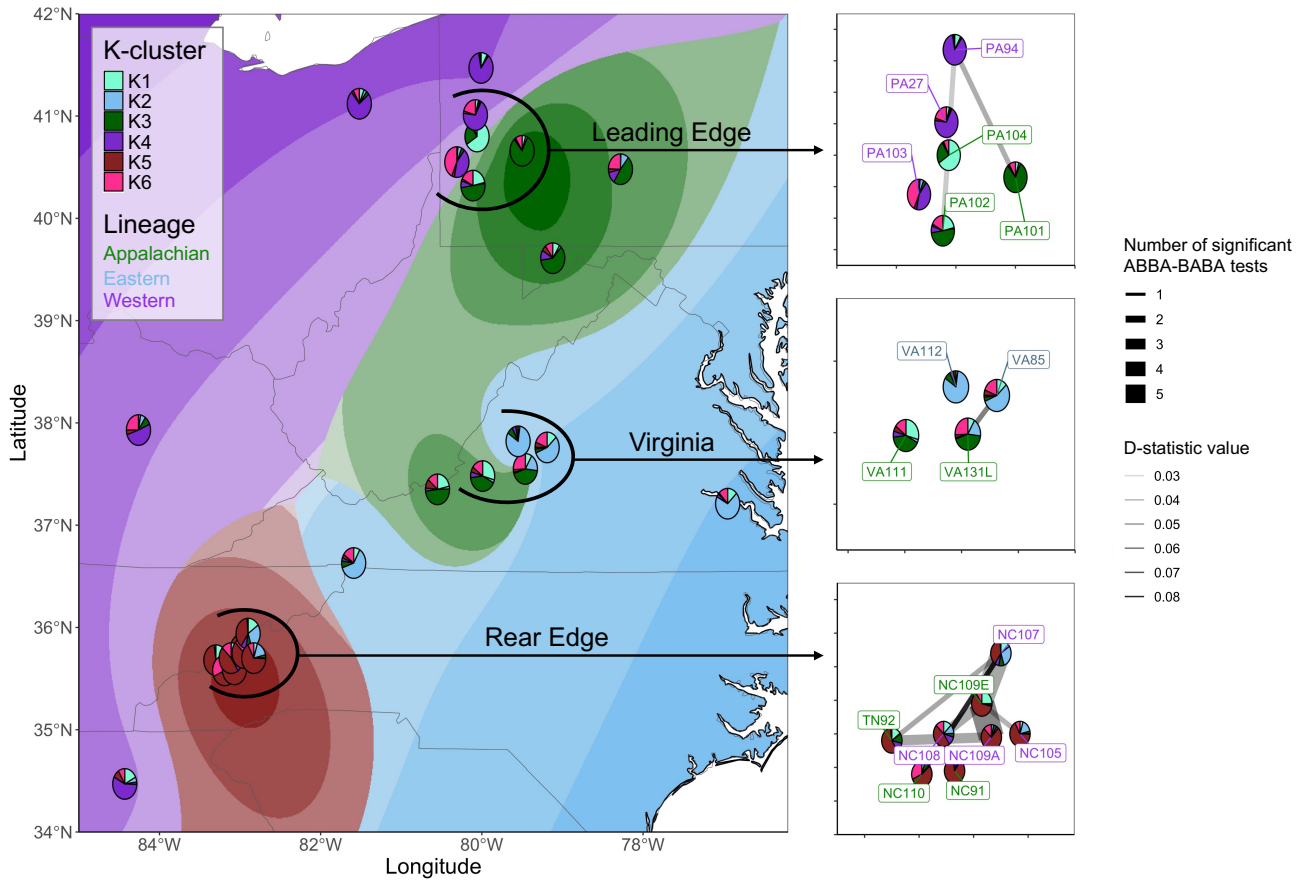 42°N
41°N
40°N
39°N
38°N
37°N
36°N
35°N
34°N
Latitude
84°W
82°W
80°W
78°W
Longitude
K-cluster
K1
K2
K3
K4
K5
K6
Lineage
Appalachian
Eastern
Western
Leading Edge
Virginia
Rear Edge
PA94
PA27
PA104
PA103
PA102
PA101
VA112
VA85
VA111
VA131L
NC107
NC109E
TN92
NC108
NC109A
NC105
NC110
NC91
Number of significant
ABBA-BABA tests
1
2
3
4
5
D-statistic value
0.03
0.04
0.05
0.06
0.07
0.08